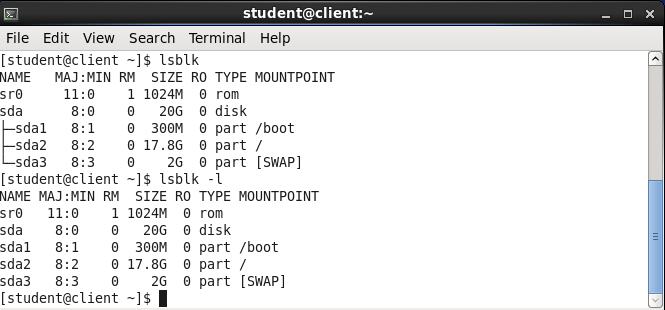 student@client:~
File Edit View Search Terminal Help
[student@client ~]$ lsblk
NAME   MAJ:MIN RM  SIZE RO TYPE MOUNTPOINT
sr0     11:0    1 1024M  0 rom
sda      8:0    0   20G  0 disk
├─sda1   8:1    0  300M  0 part /boot
├─sda2   8:2    0 17.8G  0 part /
└─sda3   8:3    0    2G  0 part [SWAP]
[student@client ~]$ lsblk -l
NAME MAJ:MIN RM  SIZE RO TYPE MOUNTPOINT
sr0   11:0    1 1024M  0 rom
sda    8:0    0   20G  0 disk
sda1   8:1    0  300M  0 part /boot
sda2   8:2    0 17.8G  0 part /
sda3   8:3    0    2G  0 part [SWAP]
[student@client ~]$